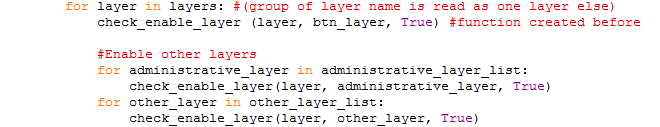 for layer in layers: #(group of layer name is read as one layer else)
check_enable_layer (layer, btn_layer, True) #function created before
#Enable other layers
for administrative_layer in administrative_layer_list:
check_enable_layer(layer, administrative_layer, True)
for other_layer in other_layer_list:
check_enable_layer(layer, other_layer, True)